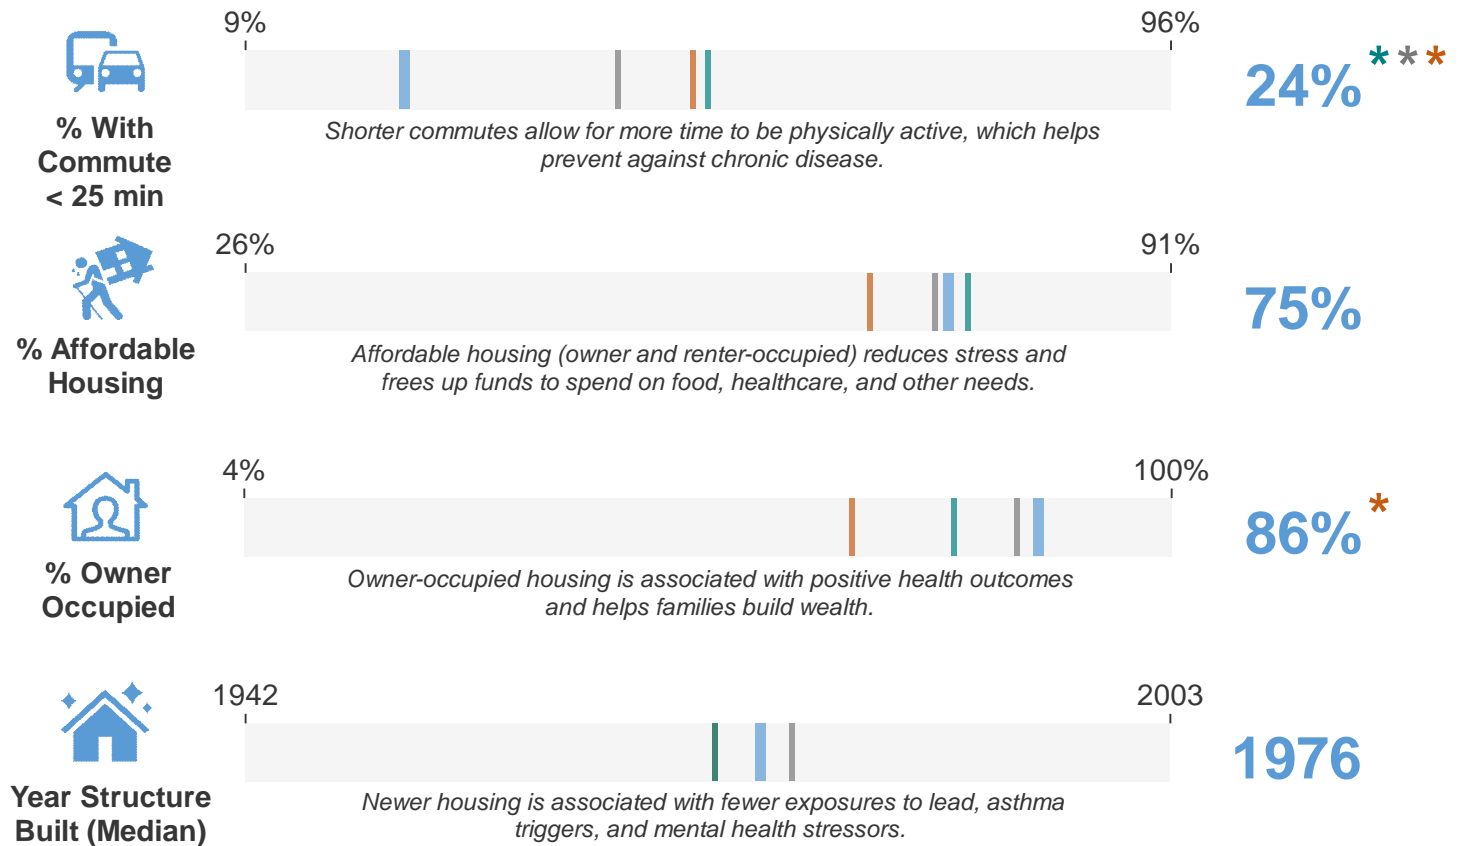 9%
96%
24% * * *
% With
Commute
< 25 min
Shorter commutes allow for more time to be physically active, which helps
prevent against chronic disease.
26%
91%
75%
% Affordable
Housing
Affordable housing (owner and renter-occupied) reduces stress and
frees up funds to spend on food, healthcare, and other needs.
4%
100%
86% *
% Owner
Occupied
Owner-occupied housing is associated with positive health outcomes
and helps families build wealth.
1942
2003
1976
Year Structure
Built (Median)
Newer housing is associated with fewer exposures to lead, asthma
triggers, and mental health stressors.